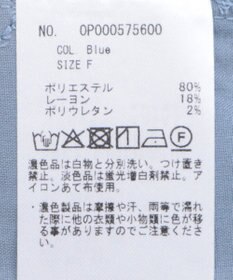 NO. OP000575600
COL Blue
SIZE F
ポリエステル 80%
レーヨン 18%
ポリウレタン 2%
・濃色品は白物と分別洗い。つけ置き
禁止。淡色品は蛍光増白剤禁止。ア
イロンあて布使用。
・濃色製品は摩擦や汗、雨等で濡れ
た際に他の衣類や小物類に色が移
る事がありますのでご注意下さい。